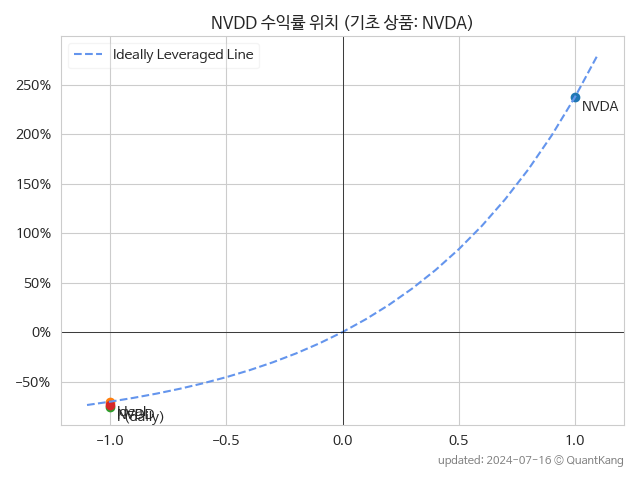 NVDD 수익률 위치 (기초 상품: NVDA)
Ideally Leveraged Line
250%
200%
150%
100%
50%
0%
−50%
NVDA
(daily)
−1.0
−0.5
0.0
0.5
1.0
updated: 2024-07-16 © QuantKang